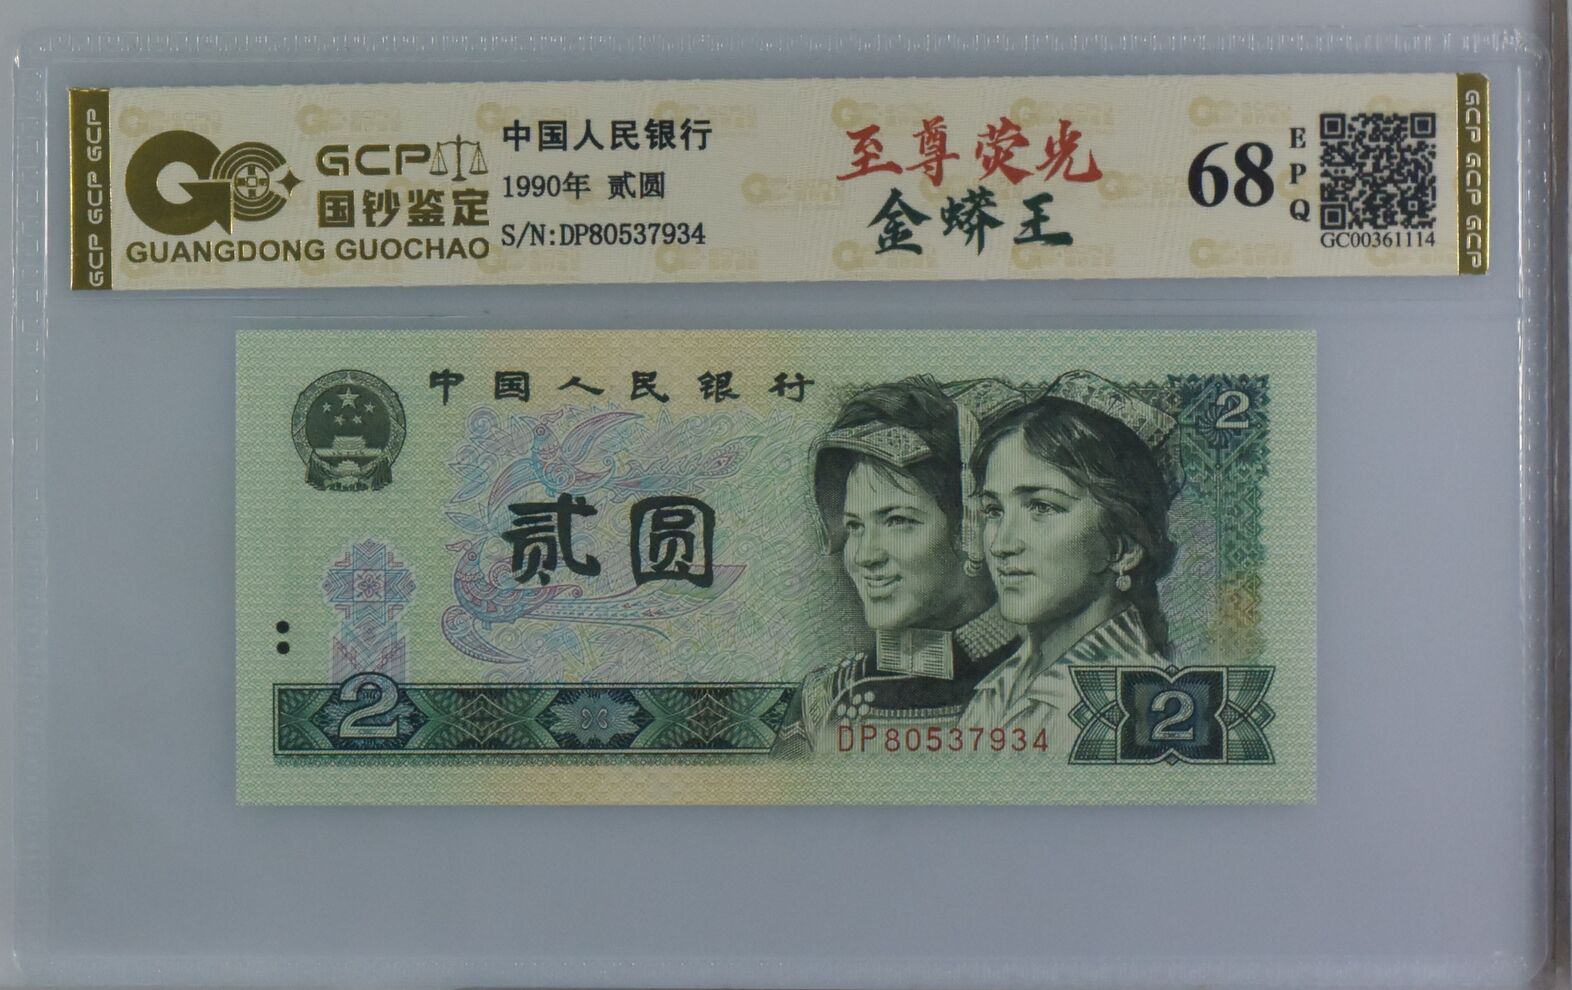 GCP GCP GCP
GCP
国钞鉴定
GUANGDONG GUOCHAO
中国人民银行
1990年 贰圆
S/N:DP80537934
至尊荧光
金蟒王
68
EPQ
GC00361114
GCP GCP GCP
中国人民银行
2
贰圆
2
2
DP80537934